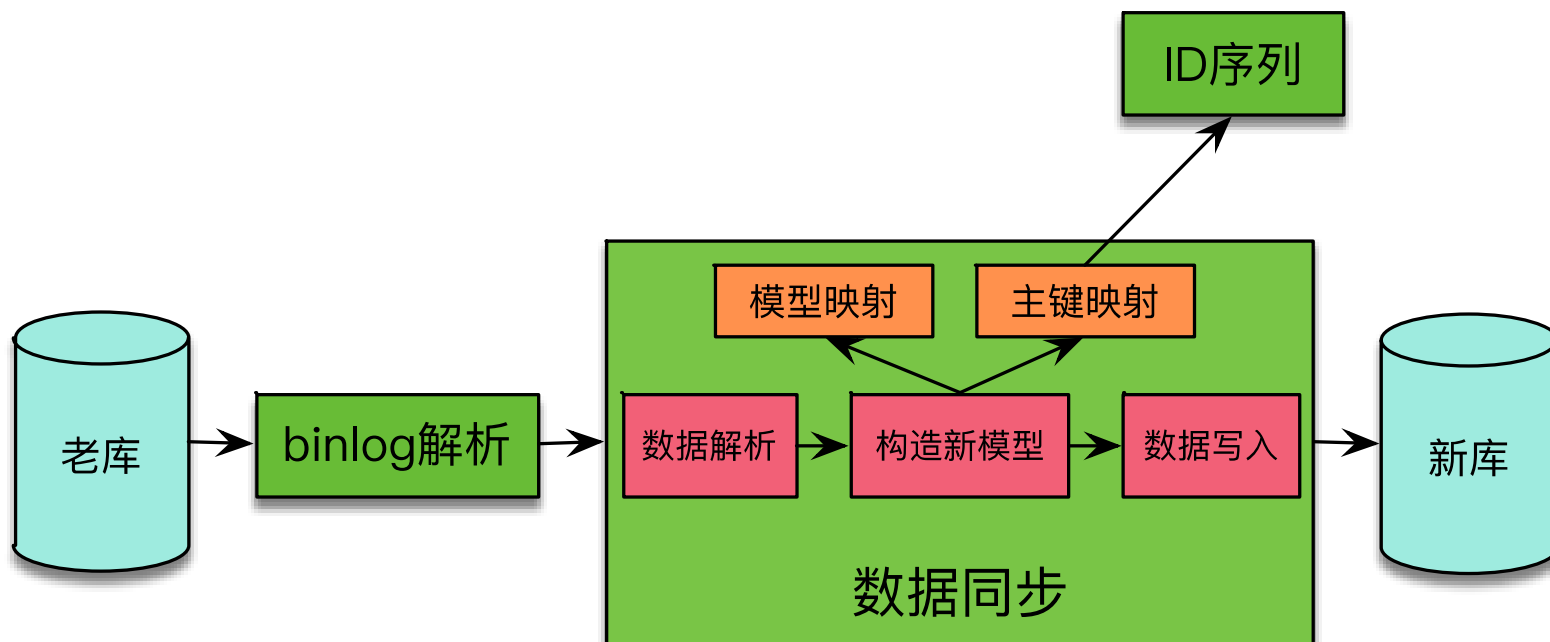 ID序列
模型映射
主键映射
老库
binlog解析
数据解析
构造新模型
数据写入
新库
数据同步